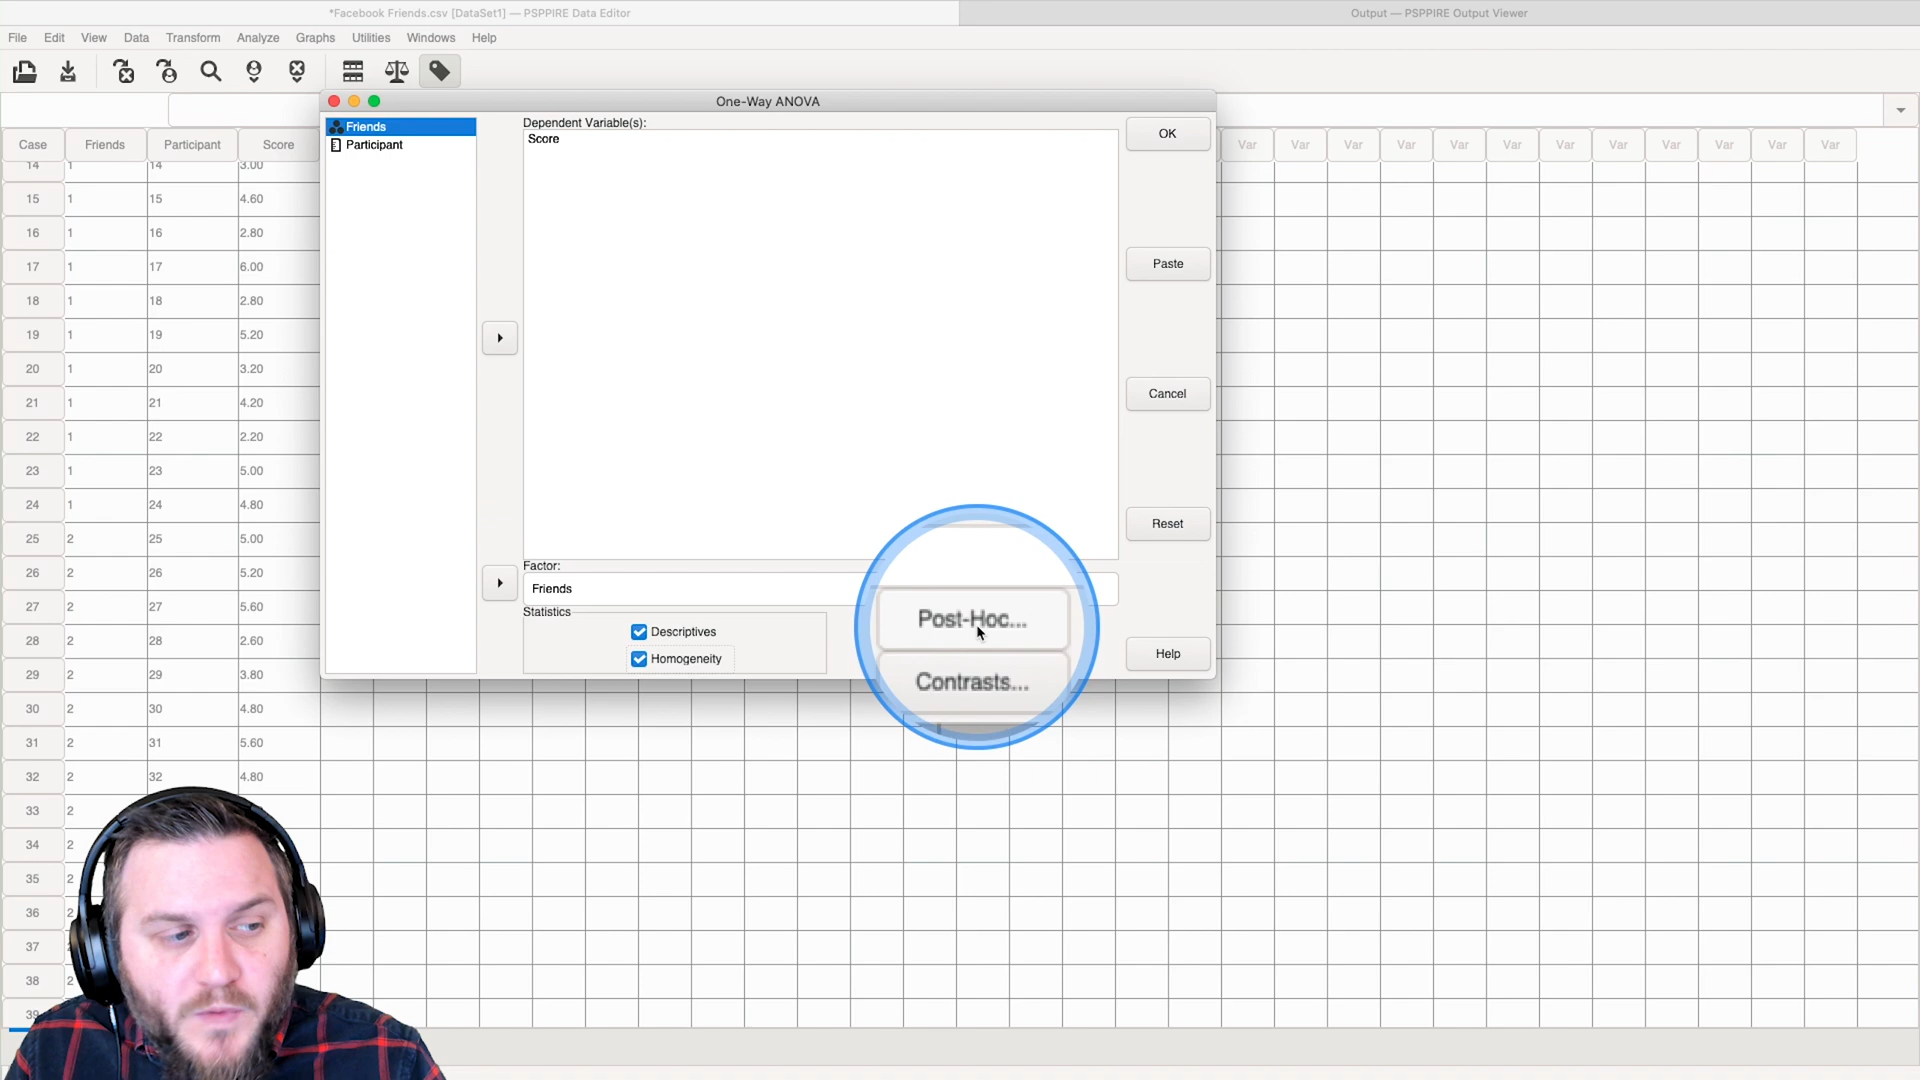 *Facebook Friends.csv [DataSet1] — PSPPIRE Data Editor
Output — PSPPIRE Output Viewer
File Edit View Data Transform Analyze Graphs Utilities Windows Help
One-Way ANOVA
Friends
Participant
Dependent Variable(s):
Score
OK
Paste
Cancel
Reset
Help
Factor:
Friends
Statistics
Descriptives
Homogeneity
Post-Hoc...
Contrasts...
Case Friends Participant Score Var Var Var Var Var Var Var Var Var Var Var Var
14 1 14 3.00
15 1 15 4.60
16 1 16 2.80
17 1 17 6.00
18 1 18 2.80
19 1 19 5.20
20 1 20 3.20
21 1 21 4.20
22 1 22 2.20
23 1 23 5.00
24 1 24 4.80
25 2 25 5.00
26 2 26 5.20
27 2 27 5.60
28 2 28 2.60
29 2 29 3.80
30 2 30 4.80
31 2 31 5.60
32 2 32 4.80
33 2
34 2
35 2
36 2
37
38 2
39